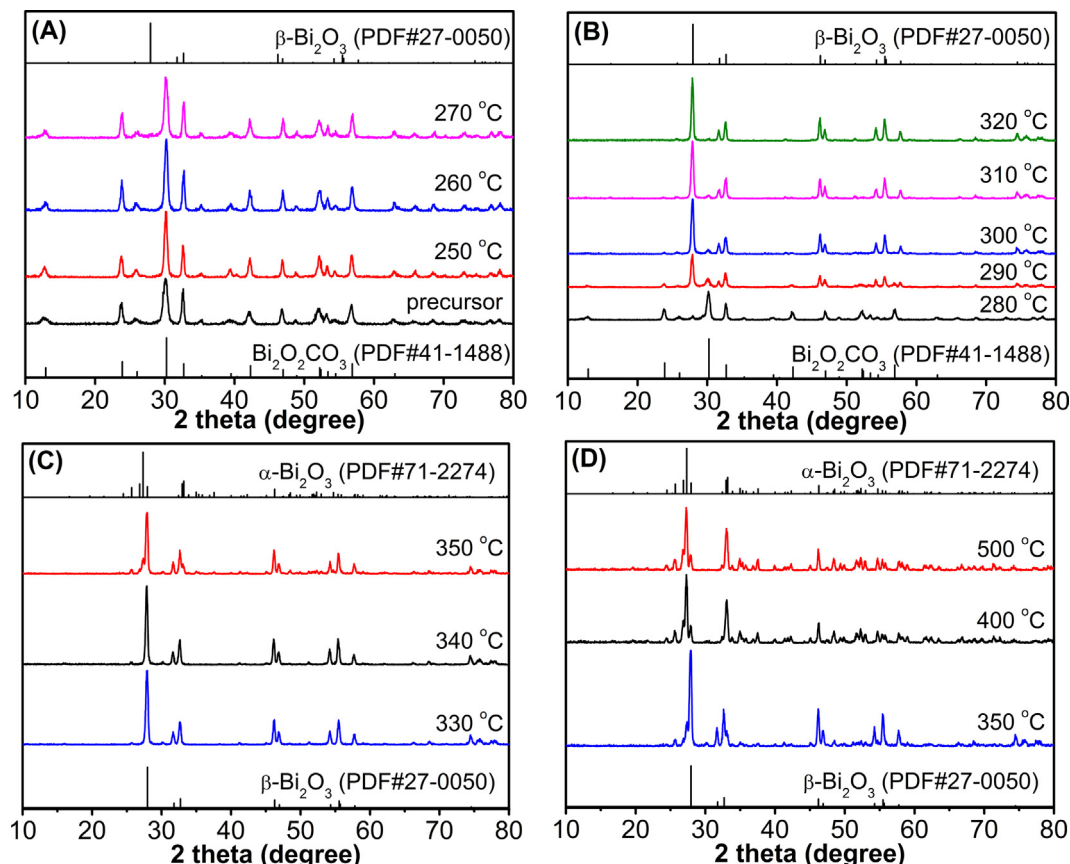 (A)
β-Bi₂O₃ (PDF#27-0050)
270 °C
260 °C
250 °C
precursor
Bi₂O₂CO₃ (PDF#41-1488)
10 20 30 40 50 60 70 80
2 theta (degree)
(B)
β-Bi₂O₃ (PDF#27-0050)
320 °C
310 °C
300 °C
290 °C
280 °C
Bi₂O₂CO₃ (PDF#41-1488)
10 20 30 40 50 60 70 80
2 theta (degree)
(C)
α-Bi₂O₃ (PDF#71-2274)
350 °C
340 °C
330 °C
β-Bi₂O₃ (PDF#27-0050)
10 20 30 40 50 60 70 80
2 theta (degree)
(D)
α-Bi₂O₃ (PDF#71-2274)
500 °C
400 °C
350 °C
β-Bi₂O₃ (PDF#27-0050)
10 20 30 40 50 60 70 80
2 theta (degree)